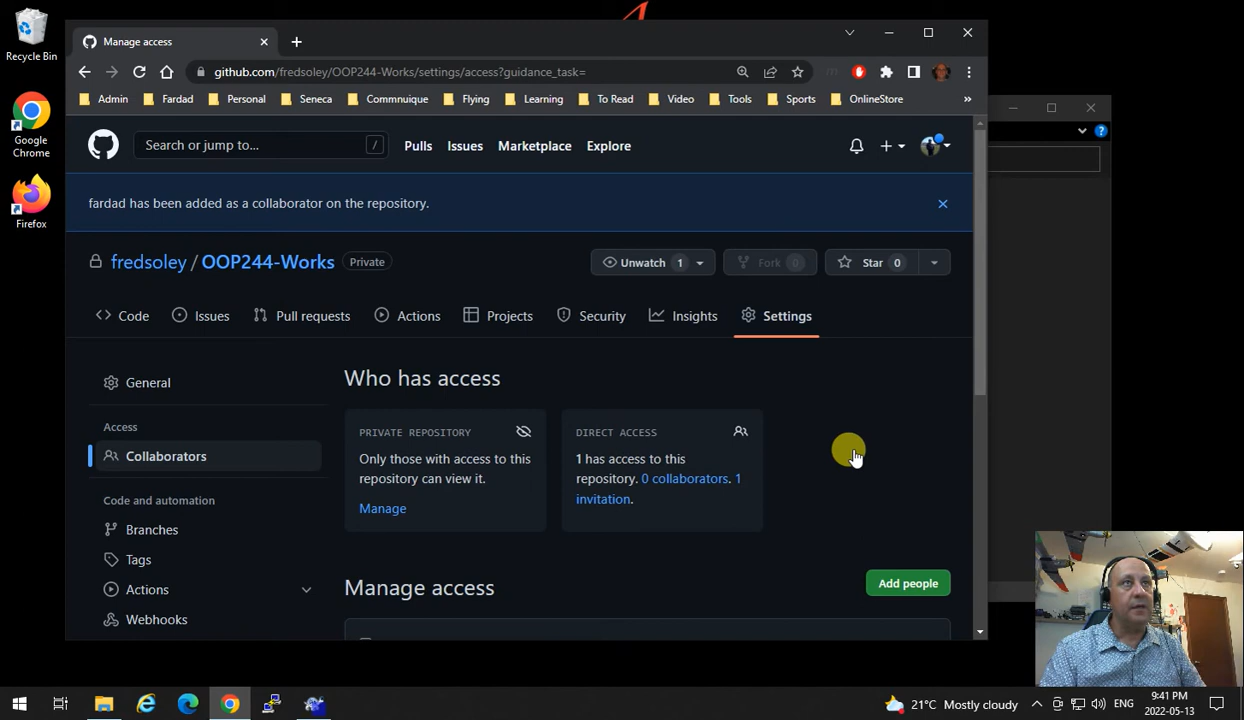 Recycle Bin
Google
Chrome
Firefox
Manage access
github.com/fredsoley/OOP244-Works/settings/access?guidance_task=
Admin
Fardad
Personal
Seneca
Commnuique
Flying
Learning
To Read
Video
Tools
Sports
OnlineStore
»
Search or jump to...
/
Pulls
Issues
Marketplace
Explore
fardad has been added as a collaborator on the repository.
fredsoley / OOP244-Works
Private
Unwatch 1
Fork 0
Star 0
Code
Issues
Pull requests
Actions
Projects
Security
Insights
Settings
General
Access
Collaborators
Code and automation
Branches
Tags
Actions
Webhooks
Who has access
PRIVATE REPOSITORY
Only those with access to this
repository can view it.
Manage
DIRECT ACCESS
1 has access to this
repository. 0 collaborators. 1
invitation.
Manage access
Add people
21°C Mostly cloudy
ENG
9:41 PM
2022-05-13